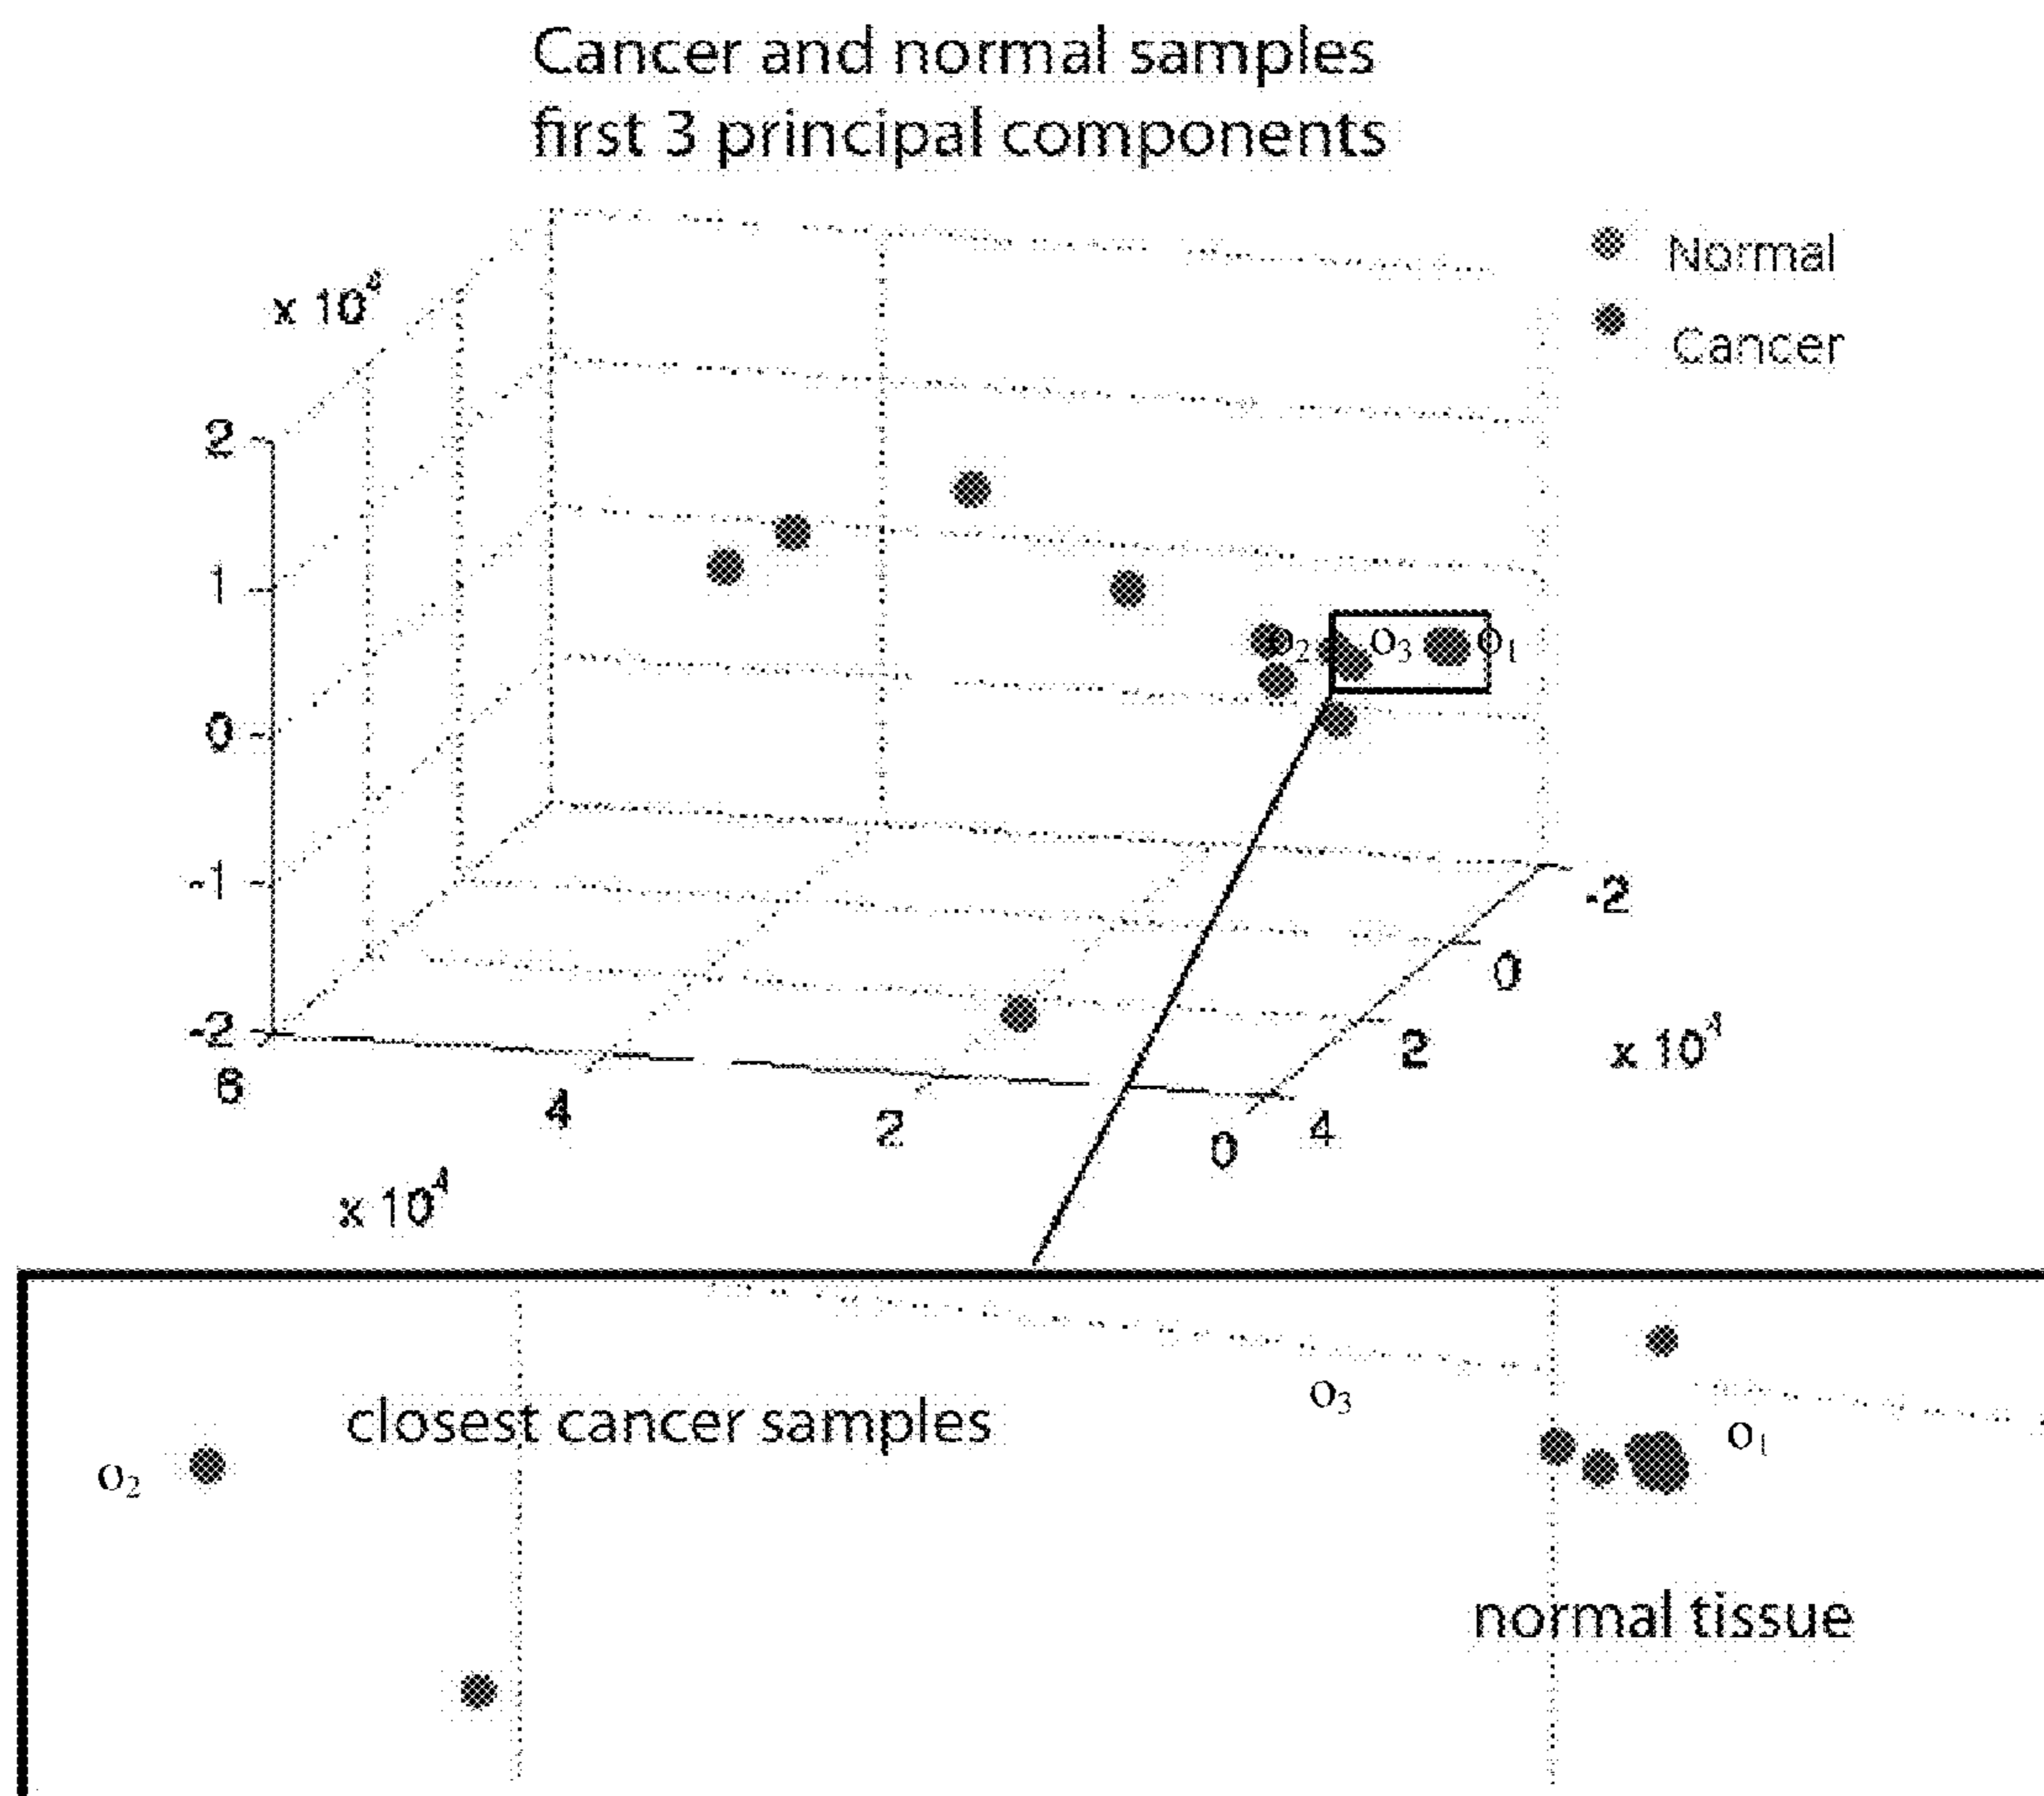 Cancer and normal samples
first 3 principal components
Normal
Cancer
x 10⁴
2
1
0
-1
-2
6
4
2
0
x 10⁴
-2
0
2
4
x 10⁴
o₂
o₃
o₁
closest cancer samples
o₂
o₃
o₁
normal tissue